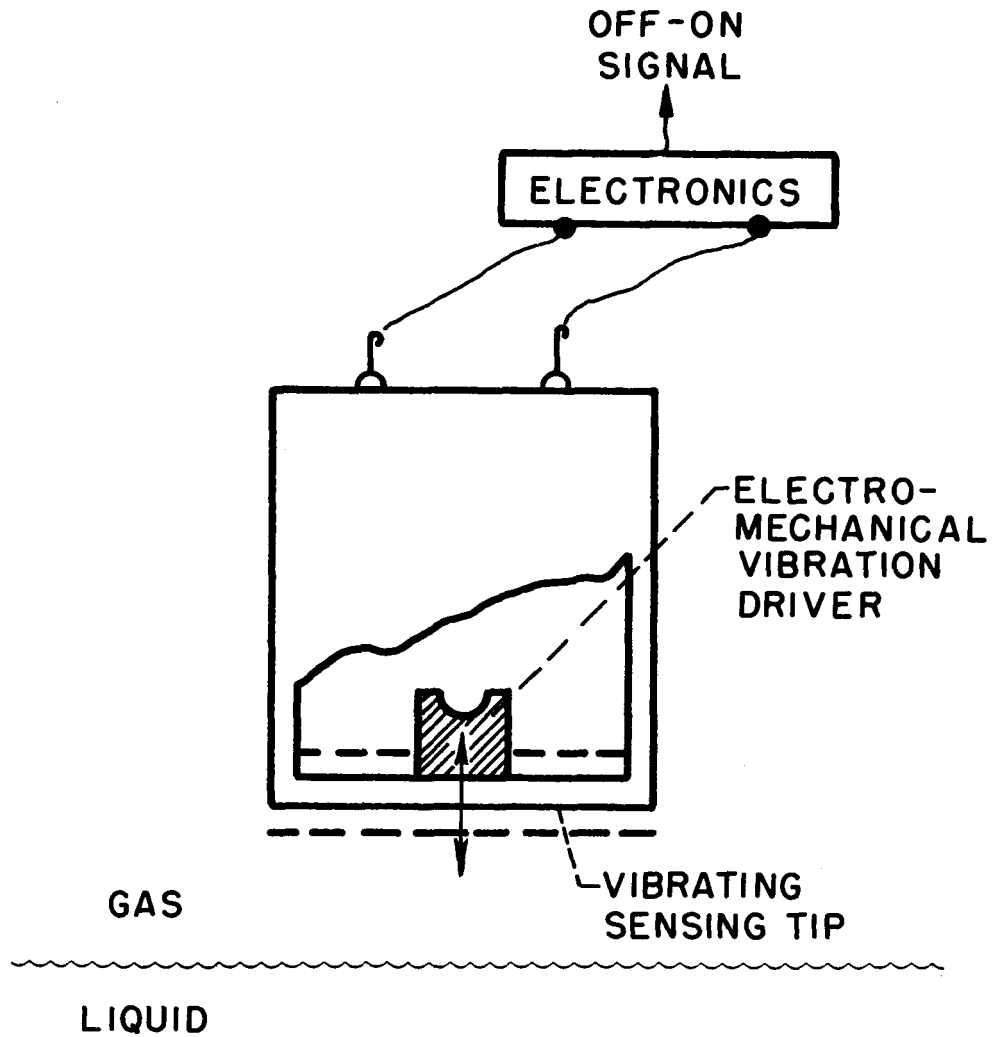 OFF-ON
SIGNAL
ELECTRONICS
ELECTRO-
MECHANICAL
VIBRATION
DRIVER
VIBRATING
SENSING TIP
GAS
LIQUID